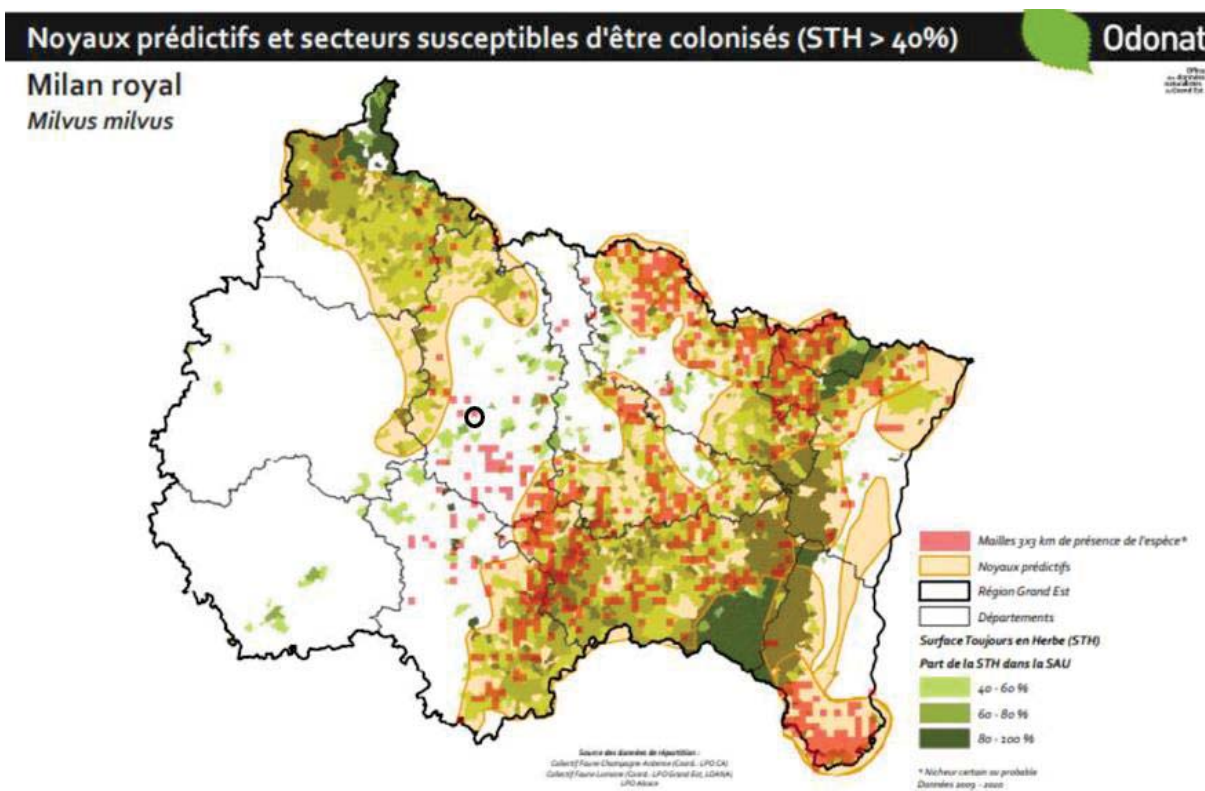 Noyaux prédictifs et secteurs susceptibles d'être colonisés (STH > 40%)
Odonat
Milan royal
Milvus milvus
Mailles 3x3 km de présence de l'espèce*
Noyaux prédictifs
Région Grand Est
Départements
Surface Toujours en Herbe (STH)
Part de la STH dans la SAU
40 - 60 %
60 - 80 %
80 - 100 %
Source des données de répartition :
Collectif Faune Champagne-Ardenne (Coord. : LPO CA)
Collectif Faune Lorraine (Coord. : LPO Grand Est, LOANA)
LPO Alsace
* Nicheur certain ou probable
Données 2009 - 2020